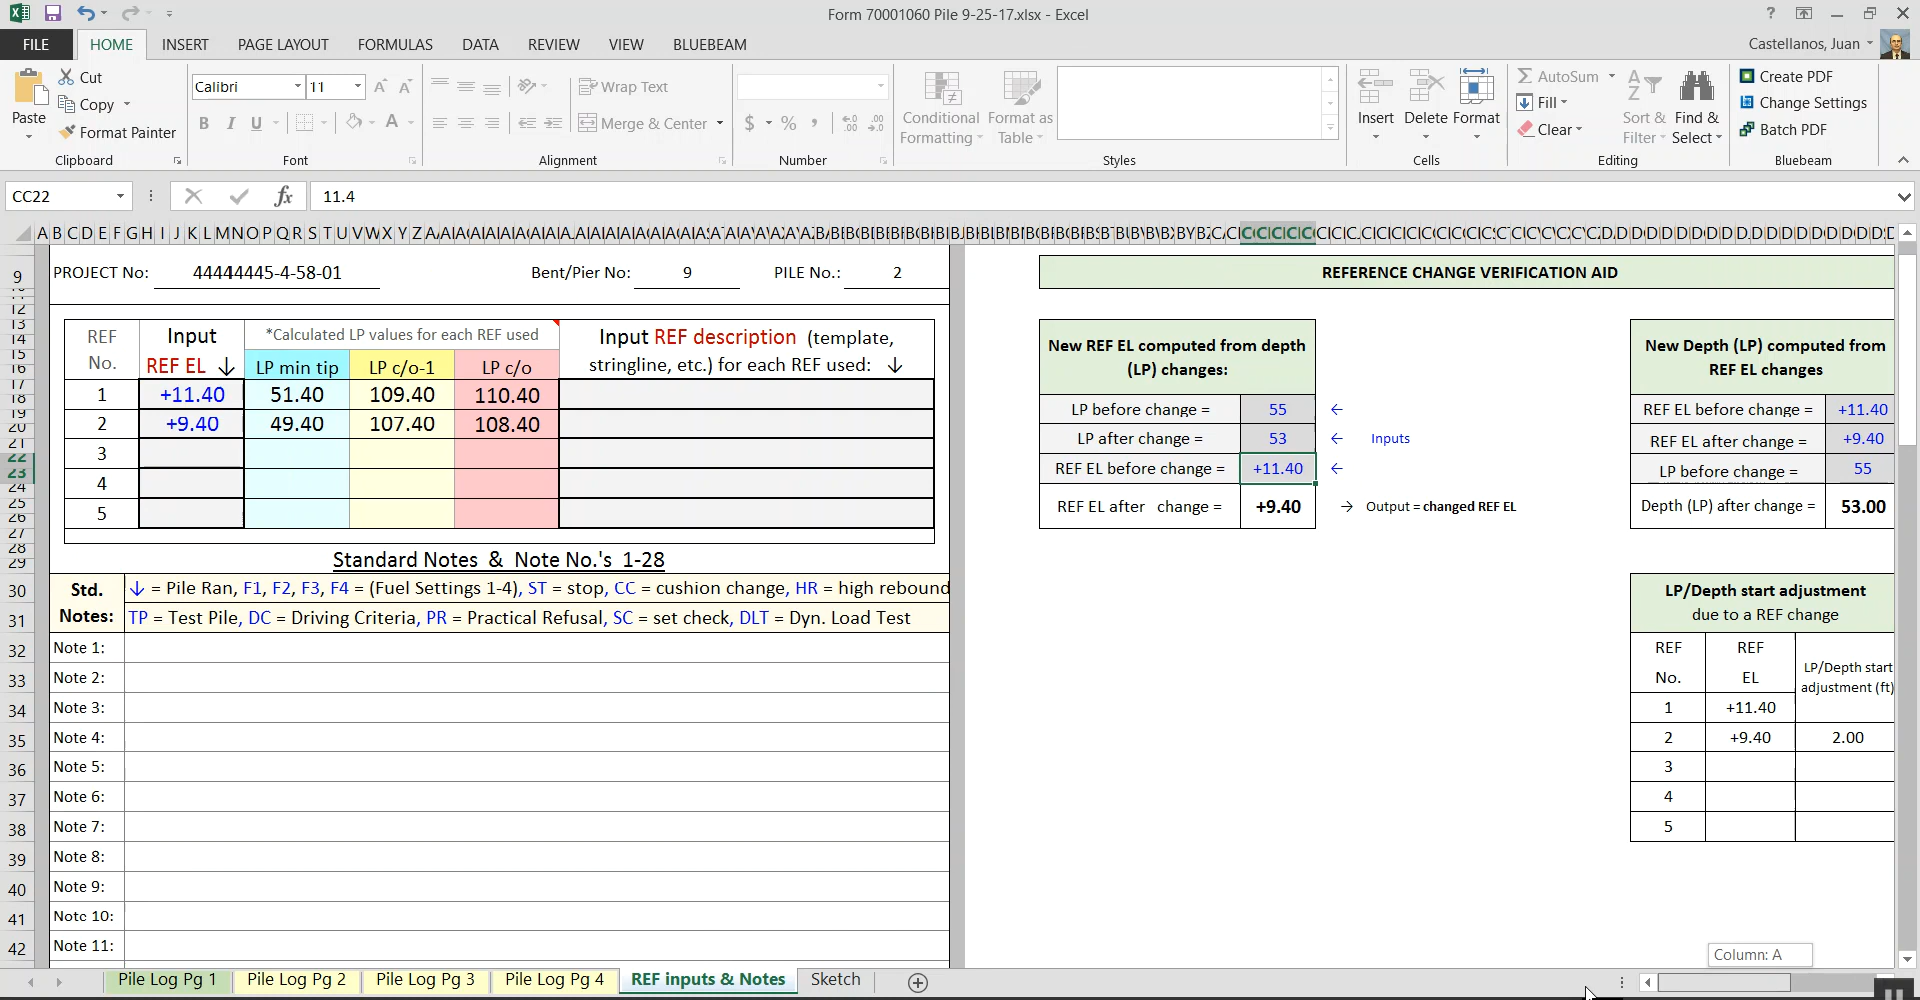 Form 70001060 Pile 9-25-17.xlsx - Excel
FILE HOME INSERT PAGE LAYOUT FORMULAS DATA REVIEW VIEW BLUEBEAM Castellanos, Juan
Paste Cut Copy Format Painter Clipboard
Calibri 11 B I U A Font
Wrap Text Merge & Center Alignment
$ % , Number
Conditional Formatting Format as Table Styles
Insert Delete Format Cells
AutoSum Fill Clear Sort & Filter Find & Select Editing
Create PDF Change Settings Batch PDF Bluebeam
CC22 fx 11.4
PROJECT No: 44444445-4-58-01 Bent/Pier No: 9 PILE No.: 2
REF No. Input REF EL ↓ *Calculated LP values for each REF used Input REF description (template, stringline, etc.) for each REF used: ↓
LP min tip LP c/o-1 LP c/o
1 +11.40 51.40 109.40 110.40
2 +9.40 49.40 107.40 108.40
3
4
5
Standard Notes & Note No.'s 1-28
Std. Notes:
↓ = Pile Ran, F1, F2, F3, F4 = (Fuel Settings 1-4), ST = stop, CC = cushion change, HR = high rebound
TP = Test Pile, DC = Driving Criteria, PR = Practical Refusal, SC = set check, DLT = Dyn. Load Test
Note 1:
Note 2:
Note 3:
Note 4:
Note 5:
Note 6:
Note 7:
Note 8:
Note 9:
Note 10:
Note 11:
REFERENCE CHANGE VERIFICATION AID
New REF EL computed from depth
(LP) changes:
LP before change = 55 ←
LP after change = 53 ← Inputs
REF EL before change = +11.40 ←
REF EL after change = +9.40 → Output = changed REF EL
New Depth (LP) computed from
REF EL changes
REF EL before change = +11.40
REF EL after change = +9.40
LP before change = 55
Depth (LP) after change = 53.00
LP/Depth start adjustment
due to a REF change
REF No. REF EL LP/Depth start adjustment (ft)
1 +11.40
2 +9.40 2.00
3
4
5
Column: A
Pile Log Pg 1 Pile Log Pg 2 Pile Log Pg 3 Pile Log Pg 4 REF inputs & Notes Sketch